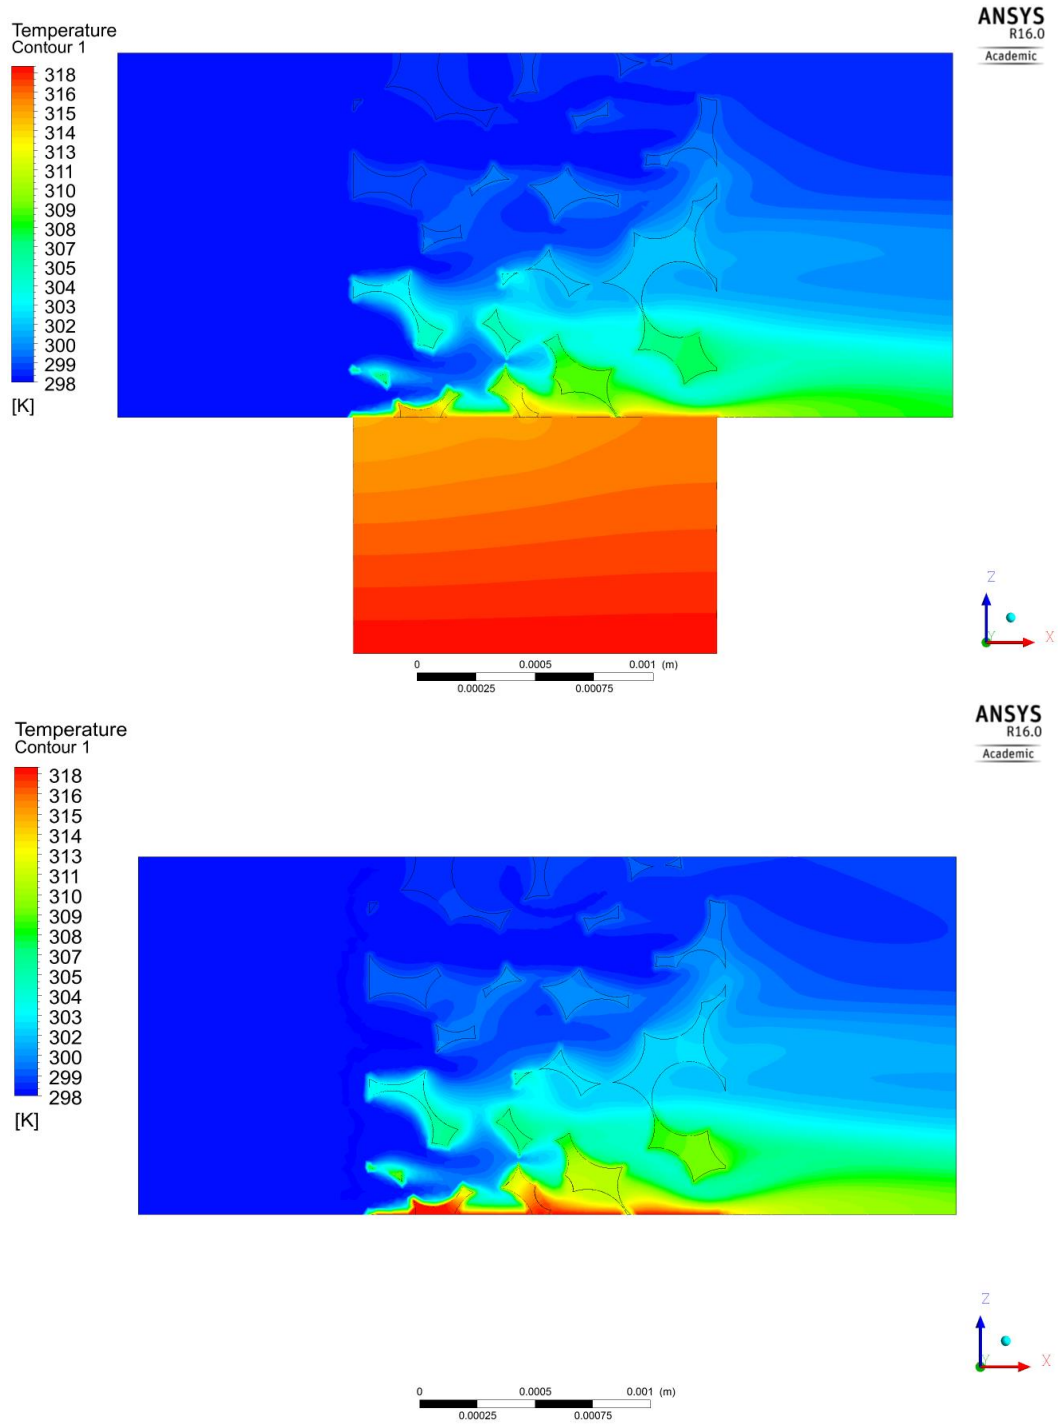 Temperature
Contour 1
318
316
315
314
313
311
310
309
308
307
305
304
303
302
300
299
298
[K]
ANSYS
R16.0
Academic
Z
Y
X
0 0.0005 0.001 (m)
0.00025 0.00075
Temperature
Contour 1
318
316
315
314
313
311
310
309
308
307
305
304
303
302
300
299
298
[K]
ANSYS
R16.0
Academic
Z
Y
X
0 0.0005 0.001 (m)
0.00025 0.00075